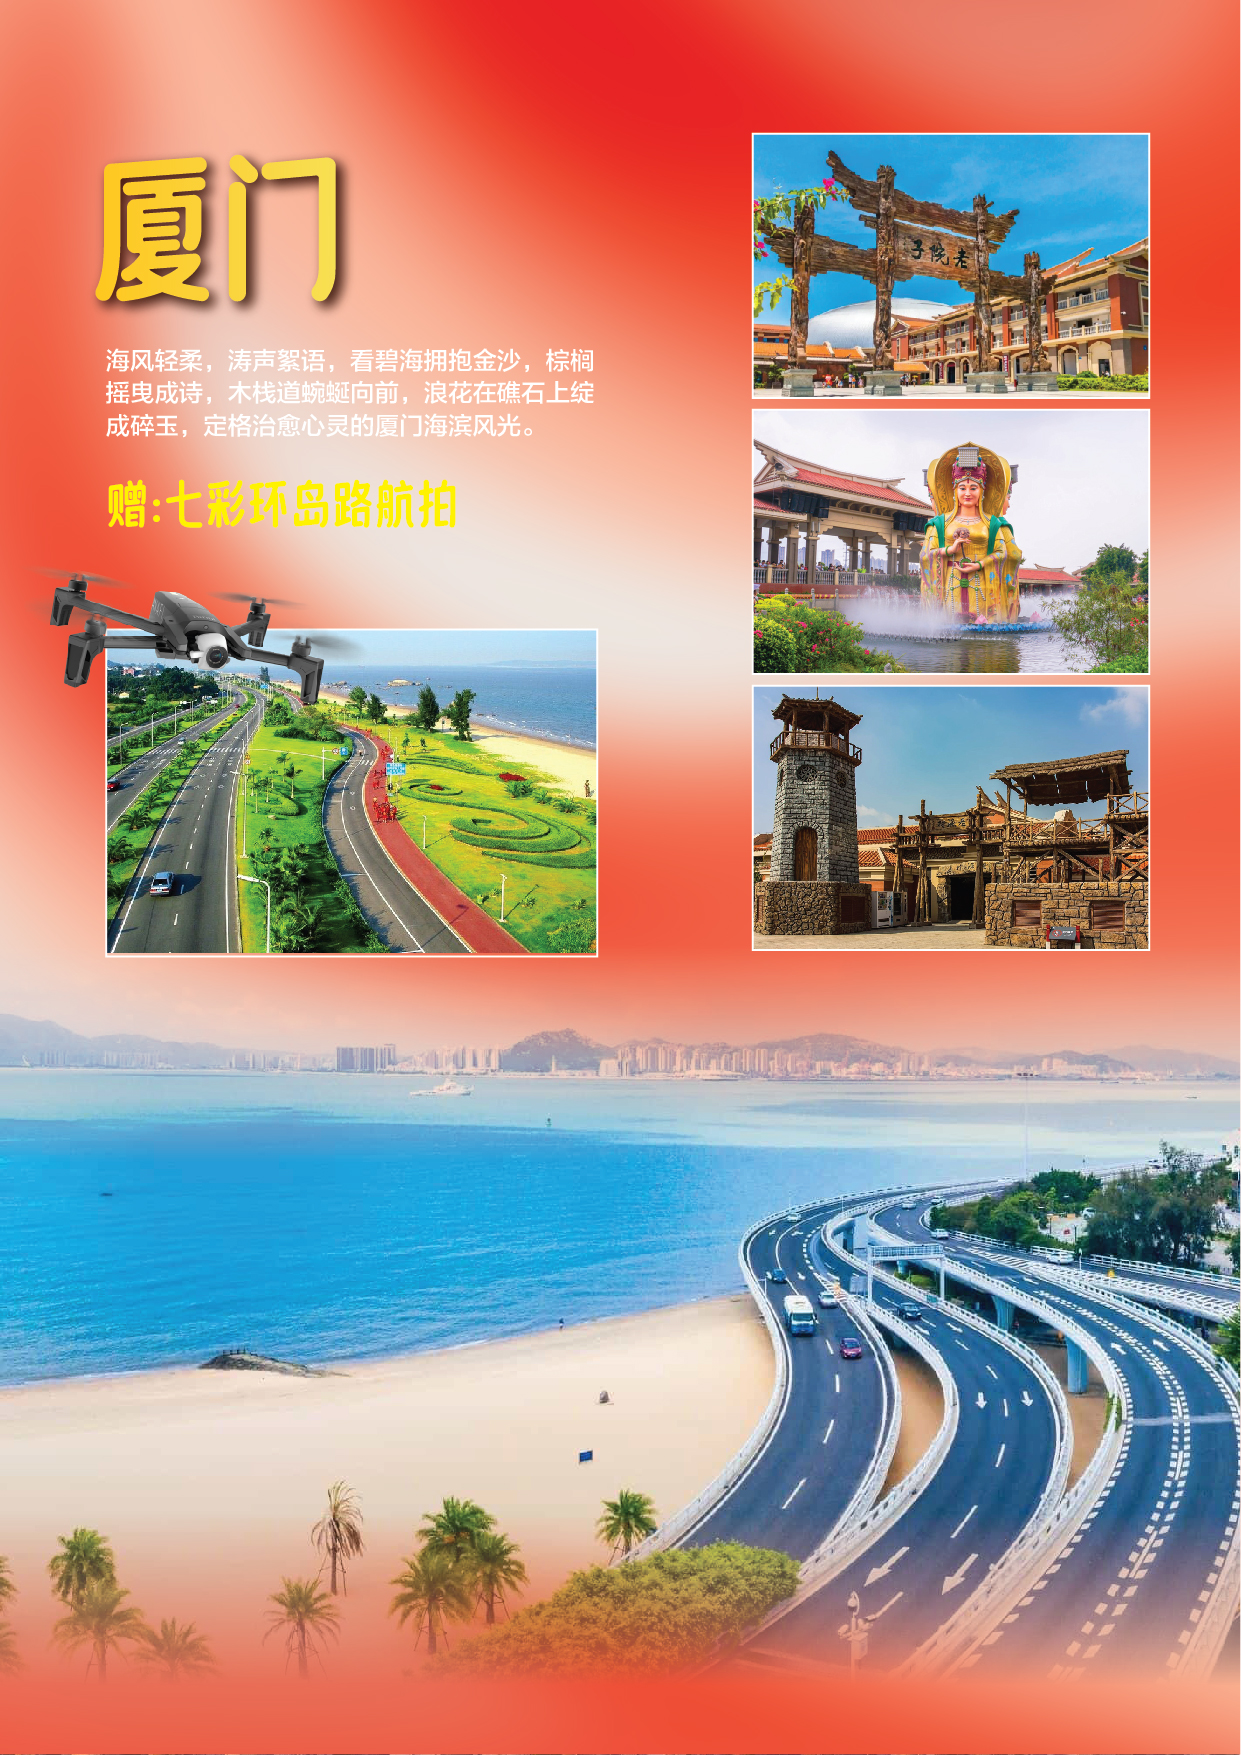 厦门
海风轻柔，涛声絮语，看碧海拥抱金沙，棕榈
摇曳成诗，木栈道蜿蜒向前，浪花在礁石上绽
成碎玉，定格治愈心灵的厦门海滨风光。
赠:七彩环岛路航拍
老院子